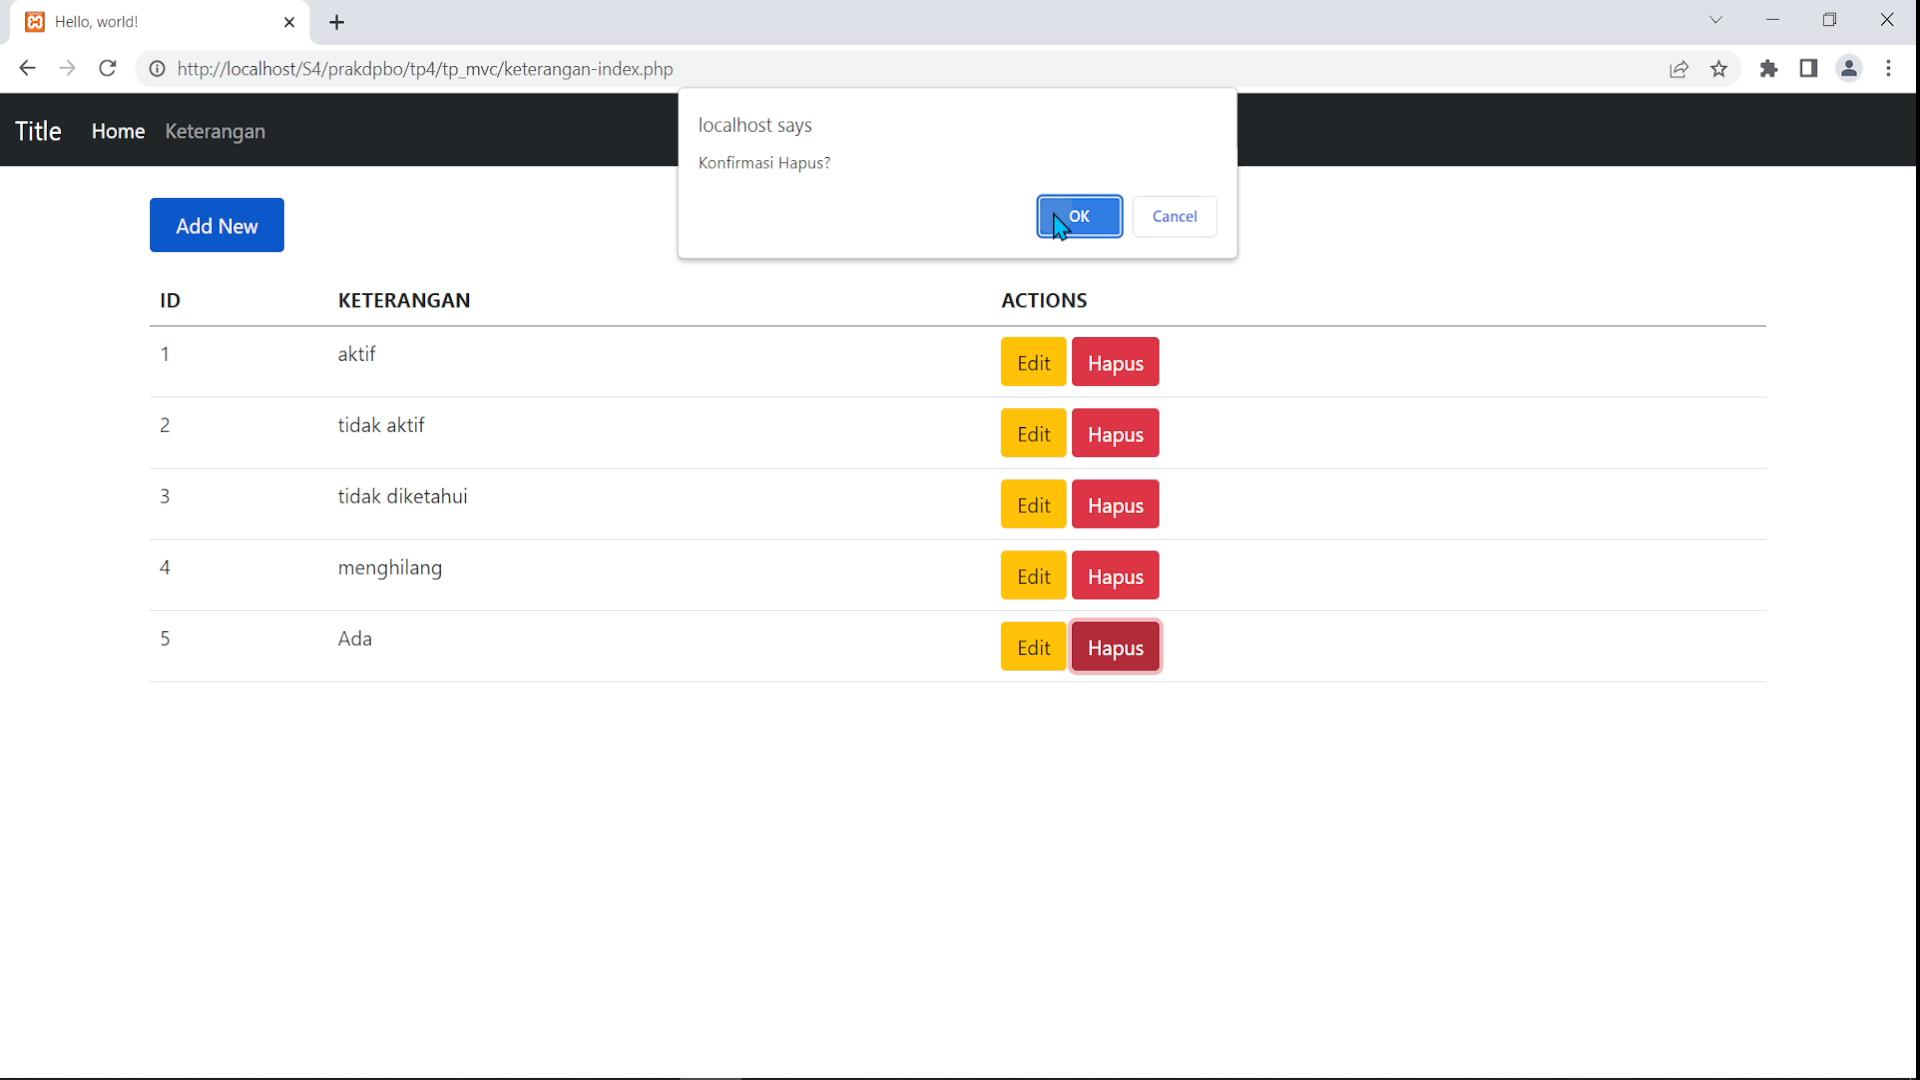 Hello, world!
http://localhost/S4/prakdpbo/tp4/tp_mvc/keterangan-index.php
Title Home Keterangan
localhost says
Konfirmasi Hapus?
OK Cancel
Add New
ID KETERANGAN ACTIONS
1 aktif Edit Hapus
2 tidak aktif Edit Hapus
3 tidak diketahui Edit Hapus
4 menghilang Edit Hapus
5 Ada Edit Hapus